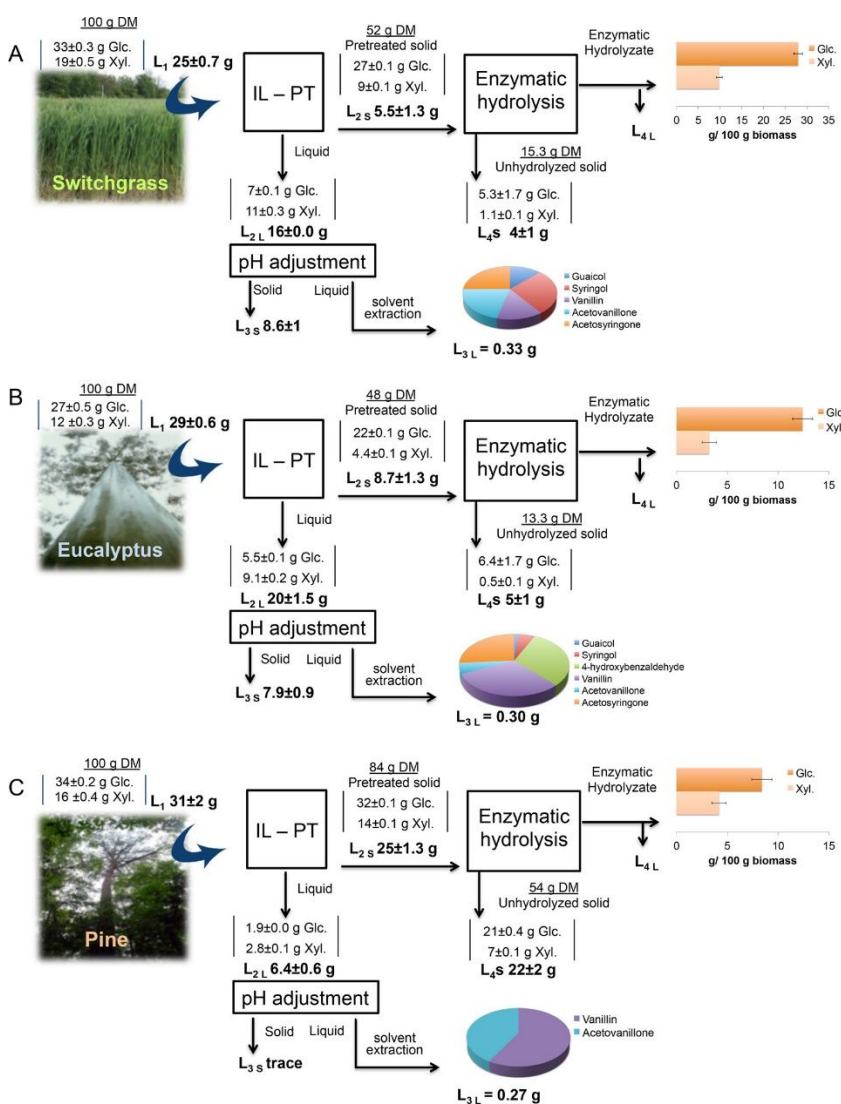 A
100 g DM
33±0.3 g Glc.
19±0.5 g Xyl.
L1 25±0.7 g
Switchgrass
IL – PT
52 g DM
Pretreated solid
27±0.1 g Glc.
9±0.1 g Xyl.
L2 S 5.5±1.3 g
Enzymatic
hydrolysis
Enzymatic
Hydrolyzate
L4 L
Glc.
Xyl.
0 5 10 15 20 25 30 35
g/ 100 g biomass
Liquid
7±0.1 g Glc.
11±0.3 g Xyl.
L2 L 16±0.0 g
15.3 g DM
Unhydrolyzed solid
5.3±1.7 g Glc.
1.1±0.1 g Xyl.
L4s 4±1 g
pH adjustment
Solid Liquid
solvent
extraction
L3 S 8.6±1
Guaicol
Syringol
Vanillin
Acetovanillone
Acetosyringone
L3 L = 0.33 g
B
100 g DM
27±0.5 g Glc.
12 ±0.3 g Xyl.
L1 29±0.6 g
Eucalyptus
IL – PT
48 g DM
Pretreated solid
22±0.1 g Glc.
4.4±0.1 g Xyl.
L2 S 8.7±1.3 g
Enzymatic
hydrolysis
Enzymatic
Hydrolyzate
L4 L
Glc
Xyl.
0 5 10 15
g/ 100 g biomass
Liquid
5.5±0.1 g Glc.
9.1±0.2 g Xyl.
L2 L 20±1.5 g
13.3 g DM
Unhydrolyzed solid
6.4±1.7 g Glc.
0.5±0.1 g Xyl.
L4s 5±1 g
pH adjustment
Solid Liquid
solvent
extraction
L3 S 7.9±0.9
Guaicol
Syringol
4-hydroxybenzaldehyde
Vanillin
Acetovanillone
Acetosyringone
L3 L = 0.30 g
C
100 g DM
34±0.2 g Glc.
16 ±0.4 g Xyl.
L1 31±2 g
Pine
IL – PT
84 g DM
Pretreated solid
32±0.1 g Glc.
14±0.1 g Xyl.
L2 S 25±1.3 g
Enzymatic
hydrolysis
Enzymatic
Hydrolyzate
L4 L
Glc.
Xyl.
0 5 10 15
g/ 100 g biomass
Liquid
1.9±0.0 g Glc.
2.8±0.1 g Xyl.
L2 L 6.4±0.6 g
54 g DM
Unhydrolyzed solid
21±0.4 g Glc.
7±0.1 g Xyl.
L4s 22±2 g
pH adjustment
Solid Liquid
solvent
extraction
L3 S trace
Vanillin
Acetovanillone
L3 L = 0.27 g